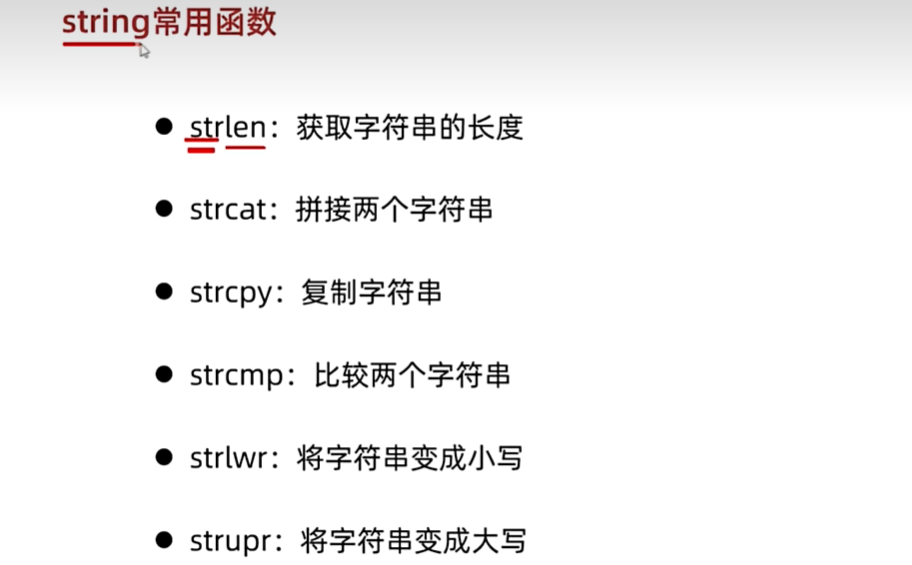 string常用函数
● strlen：获取字符串的长度
● strcat：拼接两个字符串
● strcpy：复制字符串
● strcmp：比较两个字符串
● strlwr：将字符串变成小写
● strupr：将字符串变成大写